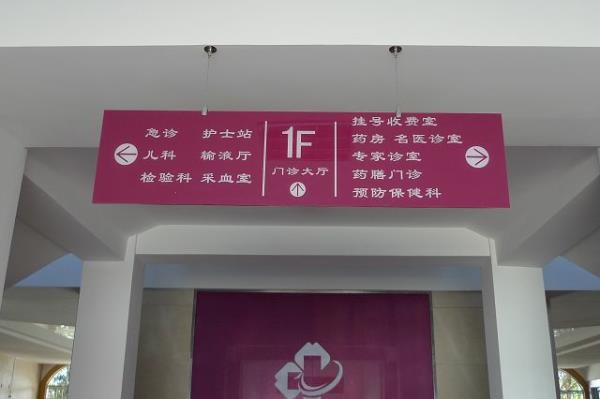 急诊 护士站
儿科 输液厅
检验科 采血室
1F
门诊大厅
挂号收费室
药房 名医诊室
专家诊室
药膳门诊
预防保健科